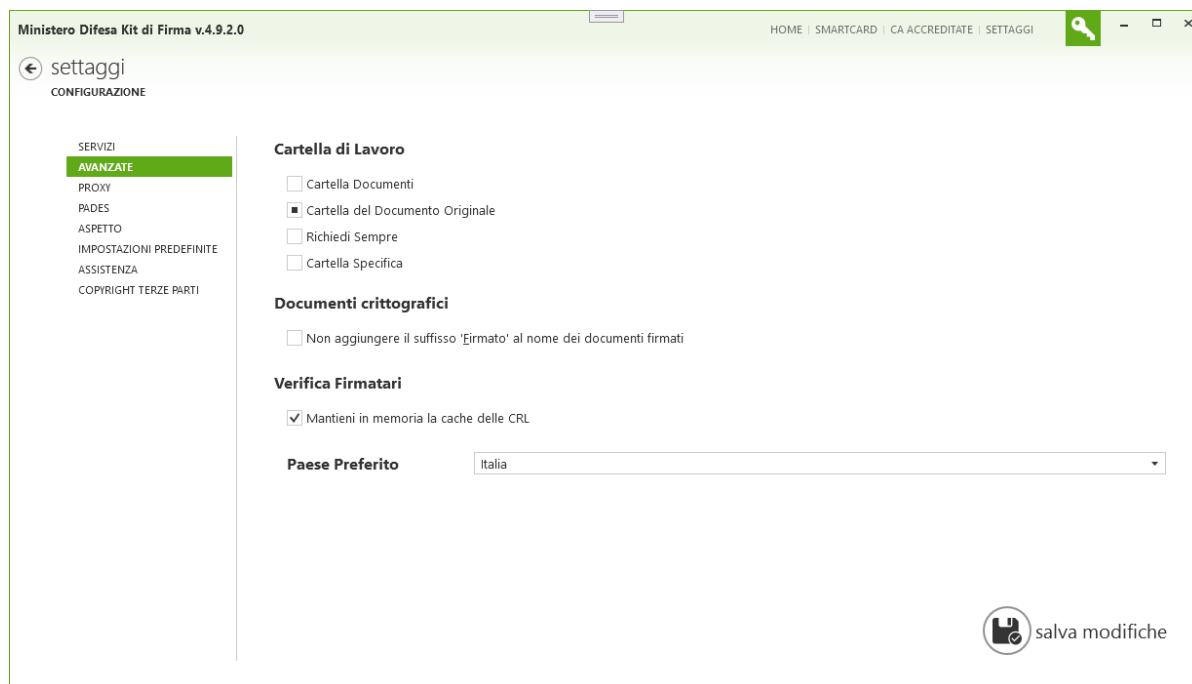 Ministero Difesa Kit di Firma v.4.9.2.0
HOME | SMARTCARD | CA ACCREDITATE | SETTAGGI
settaggi
CONFIGURAZIONE
SERVIZI
AVANZATE
PROXY
PADES
ASPETTO
IMPOSTAZIONI PREDEFINITE
ASSISTENZA
COPYRIGHT TERZE PARTI
Cartella di Lavoro
Cartella Documenti
Cartella del Documento Originale
Richiedi Sempre
Cartella Specifica
Documenti crittografici
Non aggiungere il suffisso 'Firmato' al nome dei documenti firmati
Verifica Firmatari
Mantieni in memoria la cache delle CRL
Paese Preferito Italia
salva modifiche